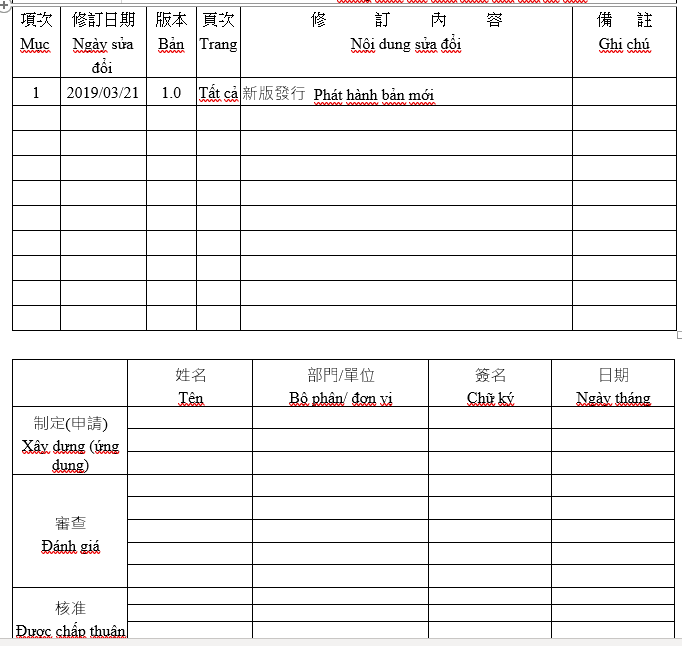 項次 修訂日期 版本 頁次 修 訂 內 容 備 註
Mục Ngày sửa Bản Trang Nội dung sửa đổi Ghi chú
đổi
1 2019/03/21 1.0 Tất cả 新版發行 Phát hành bản mới
姓名 部門/單位 簽名 日期
Tên Bộ phận/ đơn vị Chữ ký Ngày tháng
制定(申請)
Xây dựng (ứng
dụng)
審查
Đánh giá
核准
Được chấp thuận